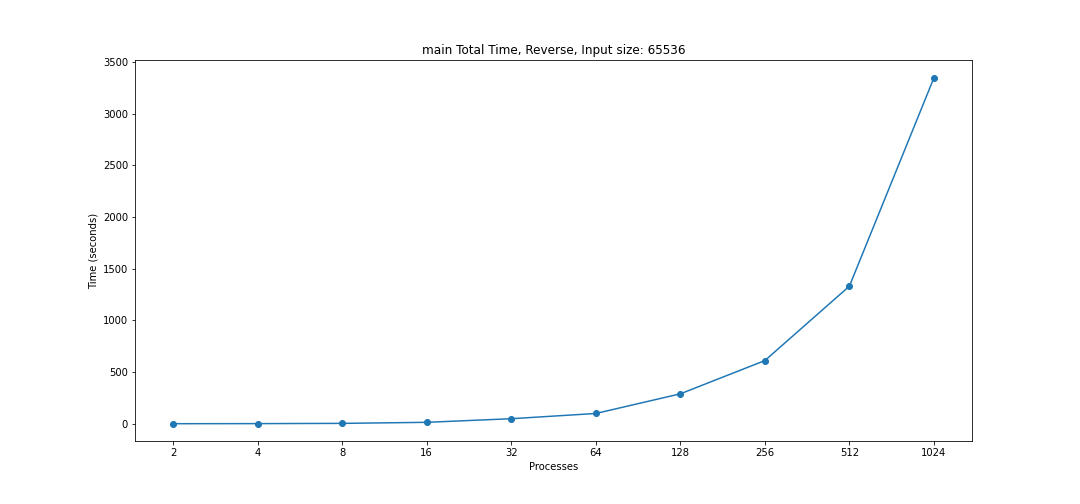 main Total Time, Reverse, Input size: 65536
3500
3000
2500
2000
1500
1000
500
0
Time (seconds)
2 4 8 16 32 64 128 256 512 1024
Processes